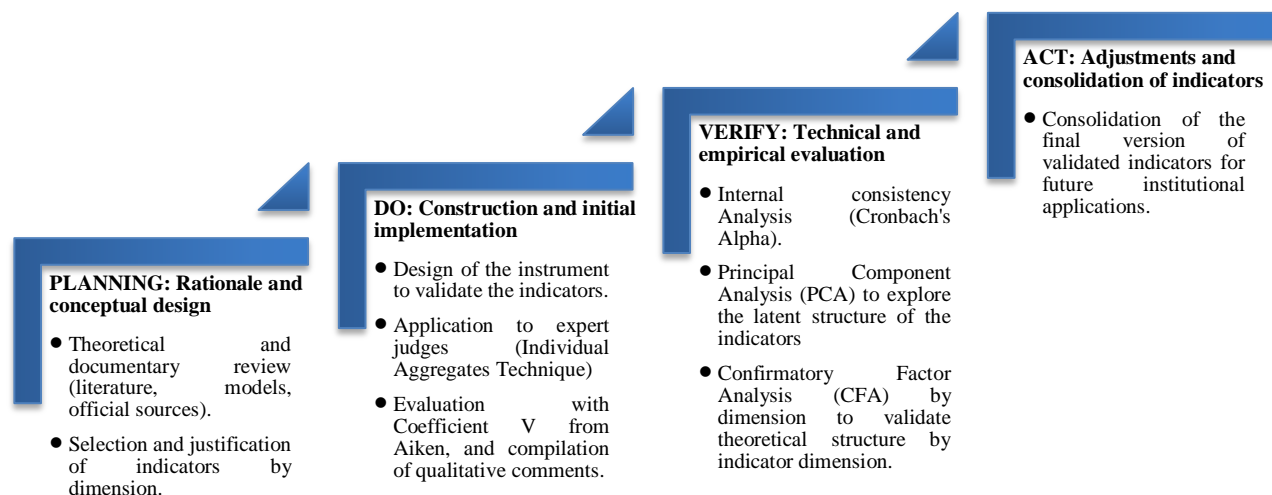 PLANNING: Rationale and
conceptual design
● Theoretical and
documentary review
(literature, models,
official sources).
● Selection and justification
of indicators by
dimension.
DO: Construction and initial
implementation
● Design of the instrument
to validate the indicators.
● Application to expert
judges (Individual
Aggregates Technique)
● Evaluation with
Coefficient V from
Aiken, and compilation
of qualitative comments.
VERIFY: Technical and
empirical evaluation
● Internal consistency
Analysis (Cronbach's
Alpha).
● Principal Component
Analysis (PCA) to explore
the latent structure of the
indicators
● Confirmatory Factor
Analysis (CFA) by
dimension to validate
theoretical structure by
indicator dimension.
ACT: Adjustments and
consolidation of indicators
● Consolidation of the
final version of
validated indicators for
future institutional
applications.